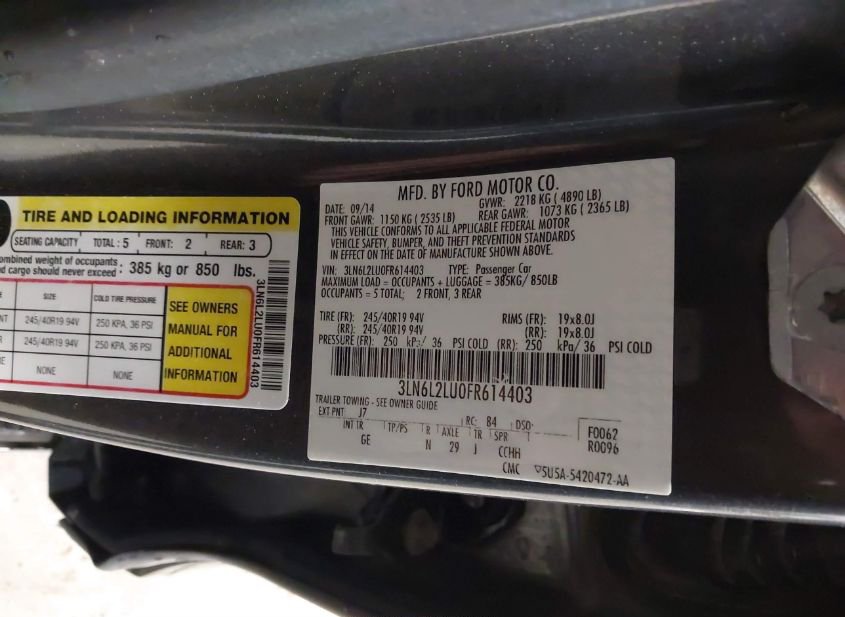 TIRE AND LOADING INFORMATION
SEATING CAPACITY TOTAL: 5 FRONT: 2 REAR: 3
combined weight of occupants
cargo should never exceed: 385 kg or 850 lbs.
SIZE COLD TIRE PRESSURE
245/40R19 94V 250 KPA, 36 PSI
245/40R19 94V 250 KPA, 36 PSI
NONE NONE
SEE OWNERS
MANUAL FOR
ADDITIONAL
INFORMATION
3LN6L2LU0FR614403
MFD. BY FORD MOTOR CO.
DATE: 09/14 GVWR: 2218 KG ( 4890 LB)
FRONT GAWR: 1150 KG ( 2535 LB) REAR GAWR: 1073 KG ( 2365 LB)
THIS VEHICLE CONFORMS TO ALL APPLICABLE FEDERAL MOTOR
VEHICLE SAFETY, BUMPER, AND THEFT PREVENTION STANDARDS
IN EFFECT ON THE DATE OF MANUFACTURE SHOWN ABOVE.
VIN: 3LN6L2LU0FR614403 TYPE: Passenger Car
MAXIMUM LOAD = OCCUPANTS + LUGGAGE = 385KG/ 850LB
OCCUPANTS = 5 TOTAL; 2 FRONT, 3 REAR
TIRE (FR): 245/40R19 94V RIMS (FR): 19x8.0J
(RR): 245/40R19 94V (RR): 19x8.0J
PRESSURE (FR): 250 kPa/ 36 PSI COLD (RR): 250 kPa/ 36 PSI COLD
3LN6L2LU0FR614403
TRAILER TOWING - SEE OWNER GUIDE
EXT PNT: J7 RC: 84 DSO:
INT TR TP/PS R AXLE TR SPR
GE N 29 J CCHH
F0062
R0096
CMC 5U5A-5420472-AA